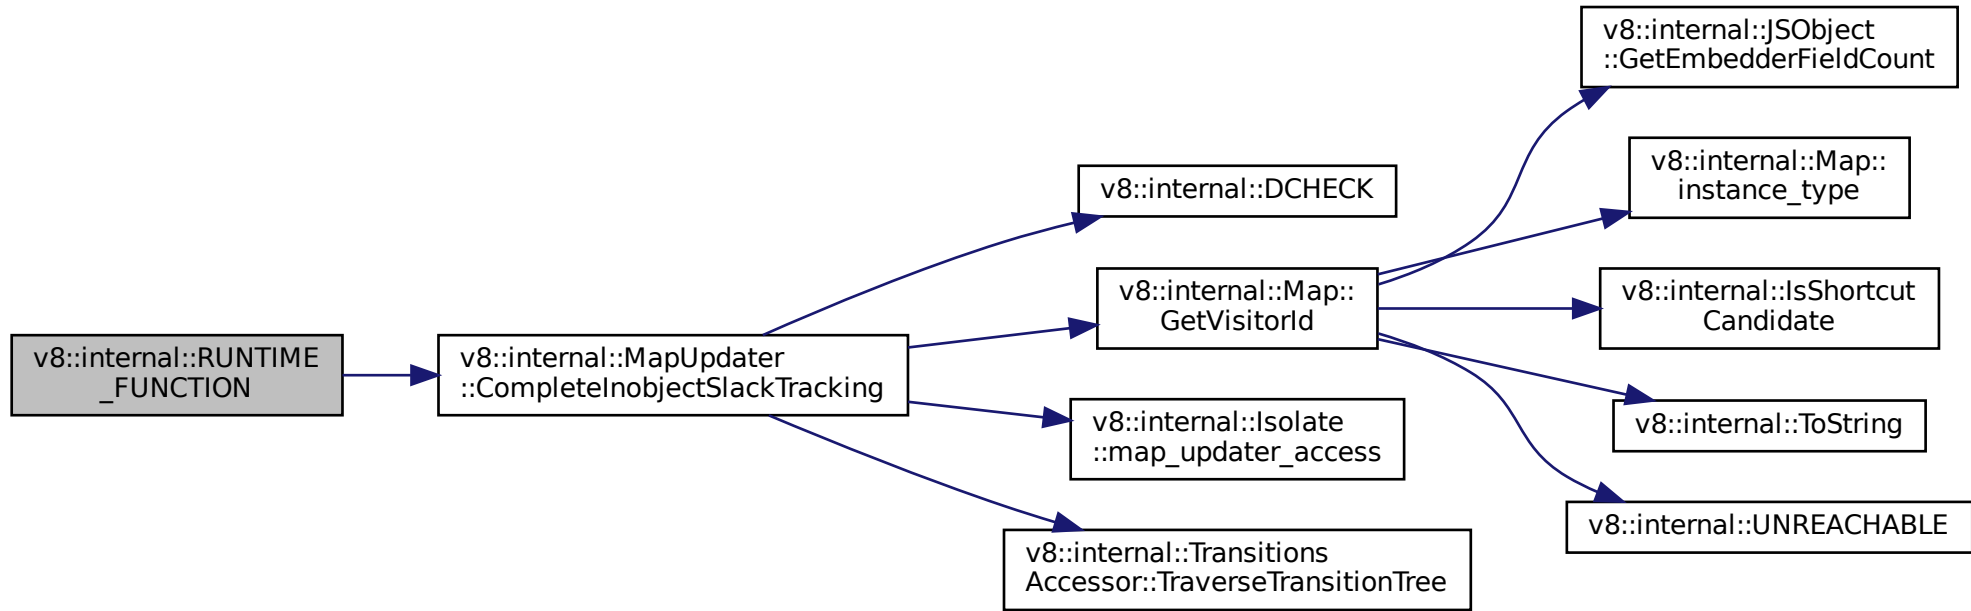 v8::internal::RUNTIME
_FUNCTION
v8::internal::MapUpdater
::CompleteInobjectSlackTracking
v8::internal::DCHECK
v8::internal::Map::
GetVisitorId
v8::internal::Isolate
::map_updater_access
v8::internal::Transitions
Accessor::TraverseTransitionTree
v8::internal::JSObject
::GetEmbedderFieldCount
v8::internal::Map::
instance_type
v8::internal::IsShortcut
Candidate
v8::internal::ToString
v8::internal::UNREACHABLE